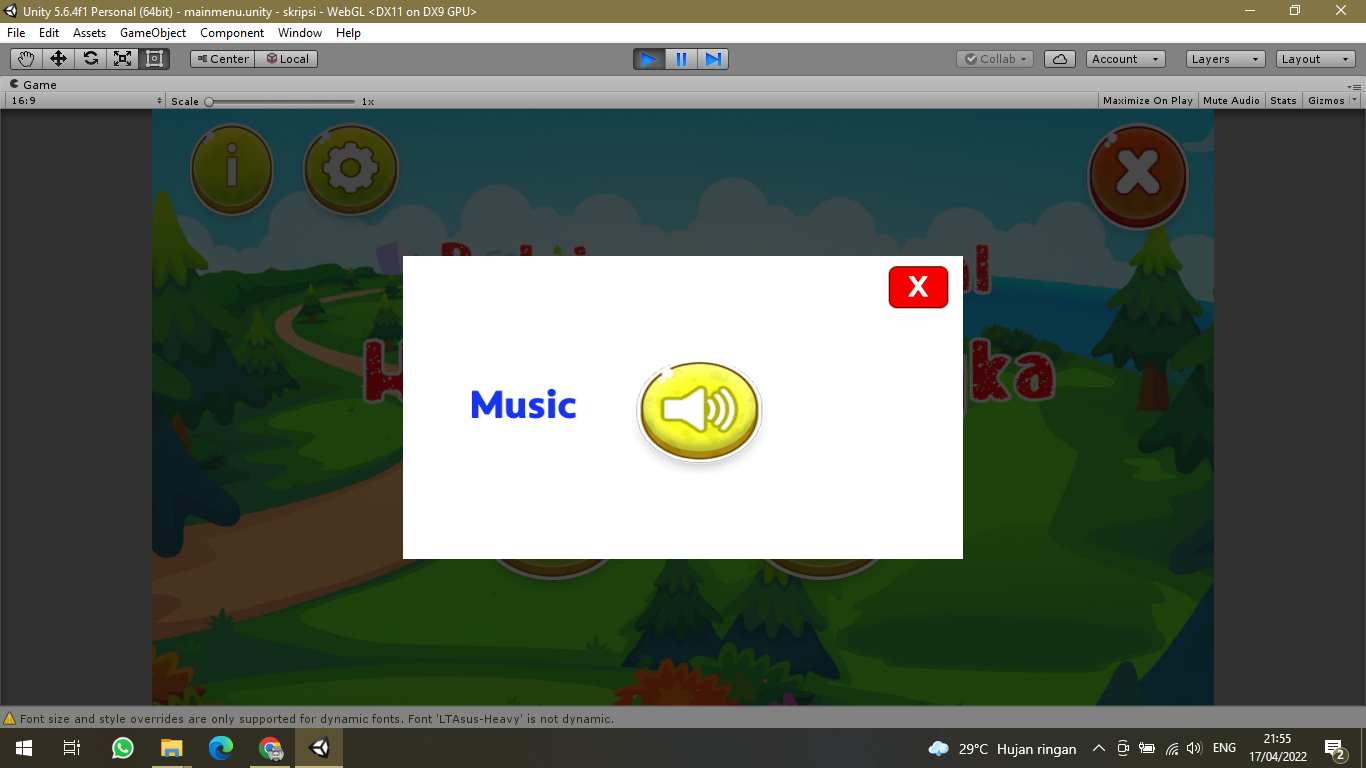 Unity 5.6.4f1 Personal (64bit) - mainmenu.unity - skripsi - WebGL <DX11 on DX9 GPU>
File Edit Assets GameObject Component Window Help
Center Local Collab Account Layers Layout
Game
16:9 Scale 1x Maximize On Play Mute Audio Stats Gizmos
i
X
Music
Font size and style overrides are only supported for dynamic fonts. Font 'LTAsus-Heavy' is not dynamic.
29°C Hujan ringan ENG 21:55
17/04/2022 2